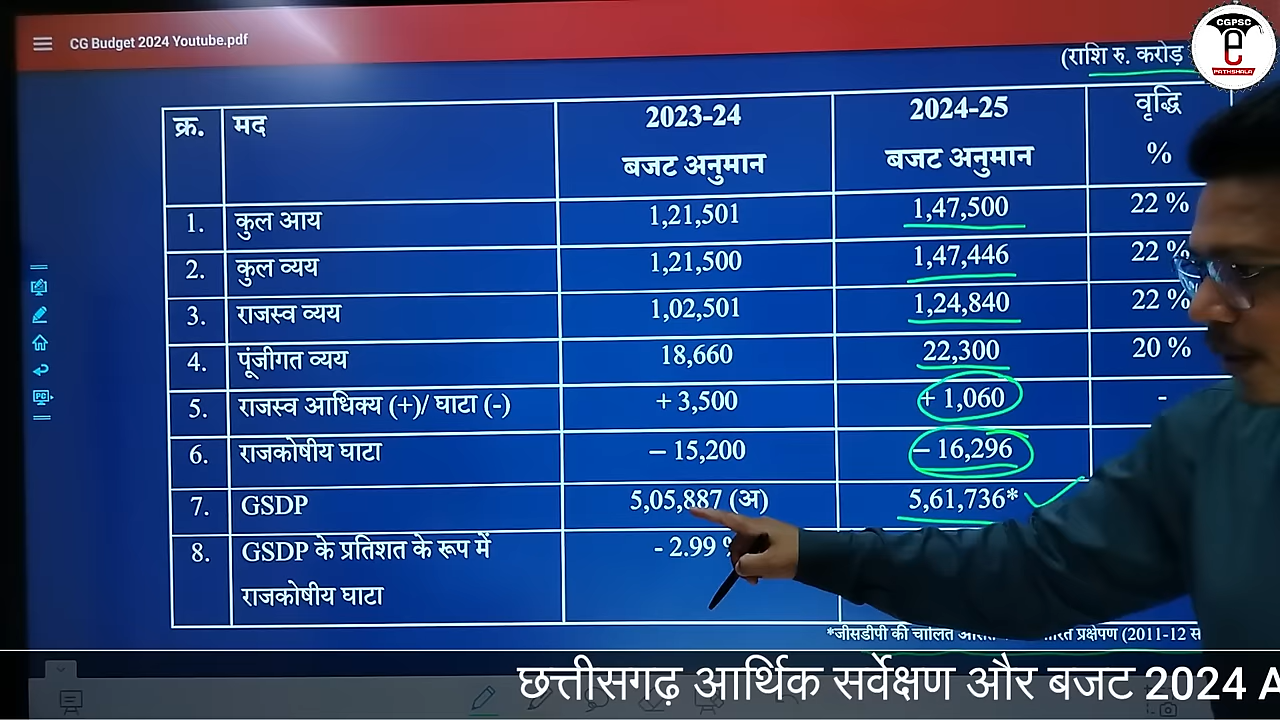 CG Budget 2024 Youtube.pdf
CGPSC
e
PATHSHALA
(राशि रु. करोड़
क्र. मद 2023-24 बजट अनुमान 2024-25 बजट अनुमान वृद्धि %
1. कुल आय 1,21,501 1,47,500 22 %
2. कुल व्यय 1,21,500 1,47,446 22 %
3. राजस्व व्यय 1,02,501 1,24,840 22 %
4. पूंजीगत व्यय 18,660 22,300 20 %
5. राजस्व आधिक्य (+)/ घाटा (-) + 3,500 + 1,060 -
6. राजकोषीय घाटा – 15,200 – 16,296
7. GSDP 5,05,887 (अ) 5,61,736*
8. GSDP के प्रतिशत के रूप में - 2.99 %
राजकोषीय घाटा
*जीसडीपी की चालित (2011-12
छत्तीसगढ़ आर्थिक सर्वेक्षण और बजट 2024 A